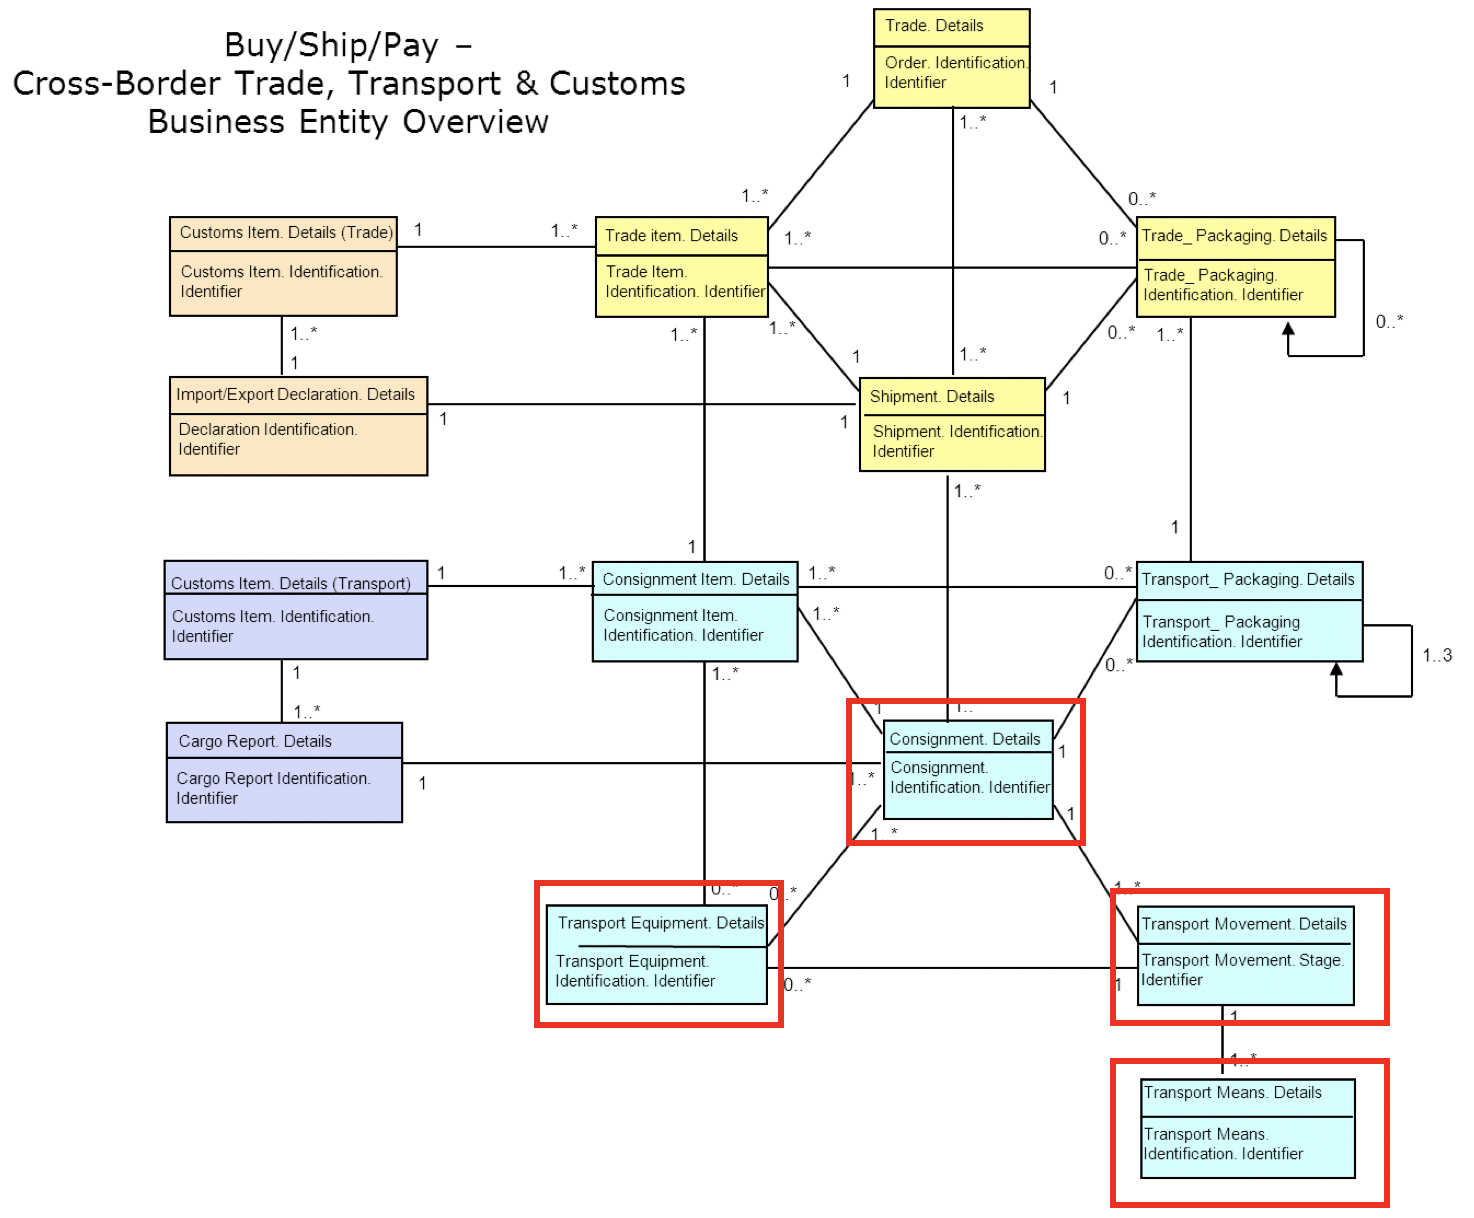 Buy/Ship/Pay –
Cross-Border Trade, Transport & Customs
Business Entity Overview
Trade. Details
Order. Identification.
Identifier
1
1
1..*
1..*
0..*
Customs Item. Details (Trade)
Customs Item. Identification.
Identifier
1
1..*
Trade item. Details
Trade Item.
Identification. Identifier
1..*
0..*
Trade_ Packaging. Details
Trade_ Packaging.
Identification. Identifier
0..*
1..*
1
1..*
1..*
1
1..*
0..*
1..*
1
Import/Export Declaration. Details
Declaration Identification.
Identifier
1
1
Shipment. Details
Shipment. Identification.
Identifier
1..*
1
1
Customs Item. Details (Transport)
Customs Item. Identification.
Identifier
1
1..*
Consignment Item. Details
Consignment Item.
Identification. Identifier
1..*
0..*
1..*
Transport_ Packaging. Details
Transport_ Packaging
Identification. Identifier
1..3
0..*
1
1..*
1..*
Cargo Report. Details
Cargo Report Identification.
Identifier
1
1
1..
Consignment. Details
Consignment.
Identification. Identifier
1
1..*
1
1..*
0..*
0..*
1..*
Transport Equipment. Details
Transport Equipment.
Identification. Identifier
0..*
1
Transport Movement. Details
Transport Movement. Stage.
Identifier
1
1..*
Transport Means. Details
Transport Means.
Identification. Identifier